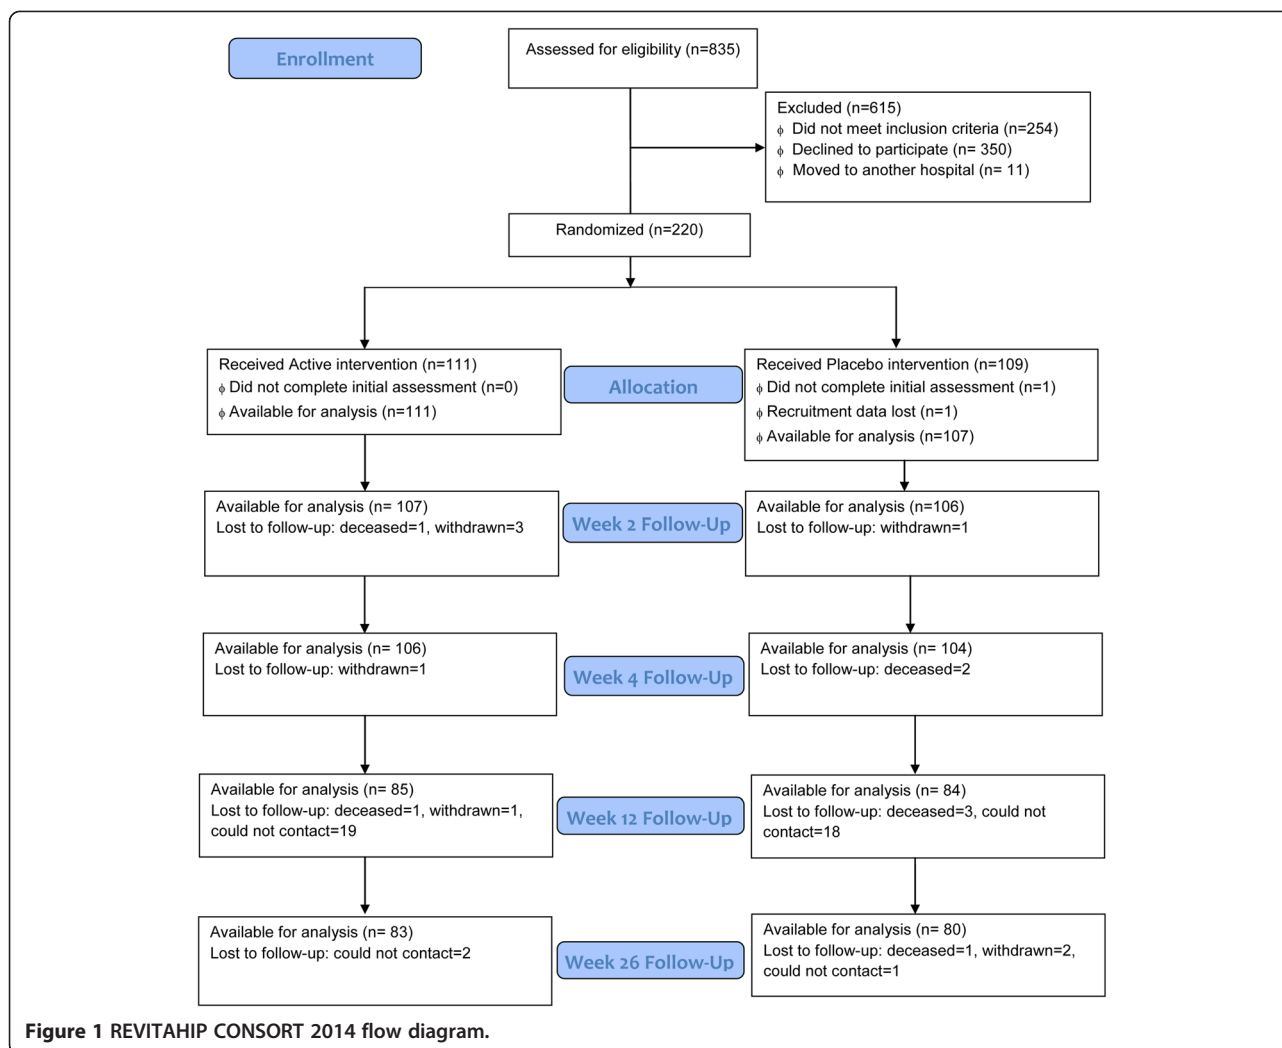 Enrollment
Assessed for eligibility (n=835)
Excluded (n=615)
ϕ Did not meet inclusion criteria (n=254)
ϕ Declined to participate (n= 350)
ϕ Moved to another hospital (n= 11)
Randomized (n=220)
Received Active intervention (n=111)
ϕ Did not complete initial assessment (n=0)
ϕ Available for analysis (n=111)
Allocation
Received Placebo intervention (n=109)
ϕ Did not complete initial assessment (n=1)
ϕ Recruitment data lost (n=1)
ϕ Available for analysis (n=107)
Available for analysis (n= 107)
Lost to follow-up: deceased=1, withdrawn=3
Week 2 Follow-Up
Available for analysis (n=106)
Lost to follow-up: withdrawn=1
Available for analysis (n= 106)
Lost to follow-up: withdrawn=1
Week 4 Follow-Up
Available for analysis (n= 104)
Lost to follow-up: deceased=2
Available for analysis (n= 85)
Lost to follow-up: deceased=1, withdrawn=1,
could not contact=19
Week 12 Follow-Up
Available for analysis (n= 84)
Lost to follow-up: deceased=3, could not
contact=18
Available for analysis (n= 83)
Lost to follow-up: could not contact=2
Week 26 Follow-Up
Available for analysis (n= 80)
Lost to follow-up: deceased=1, withdrawn=2,
could not contact=1
Figure 1 REVITAHIP CONSORT 2014 flow diagram.